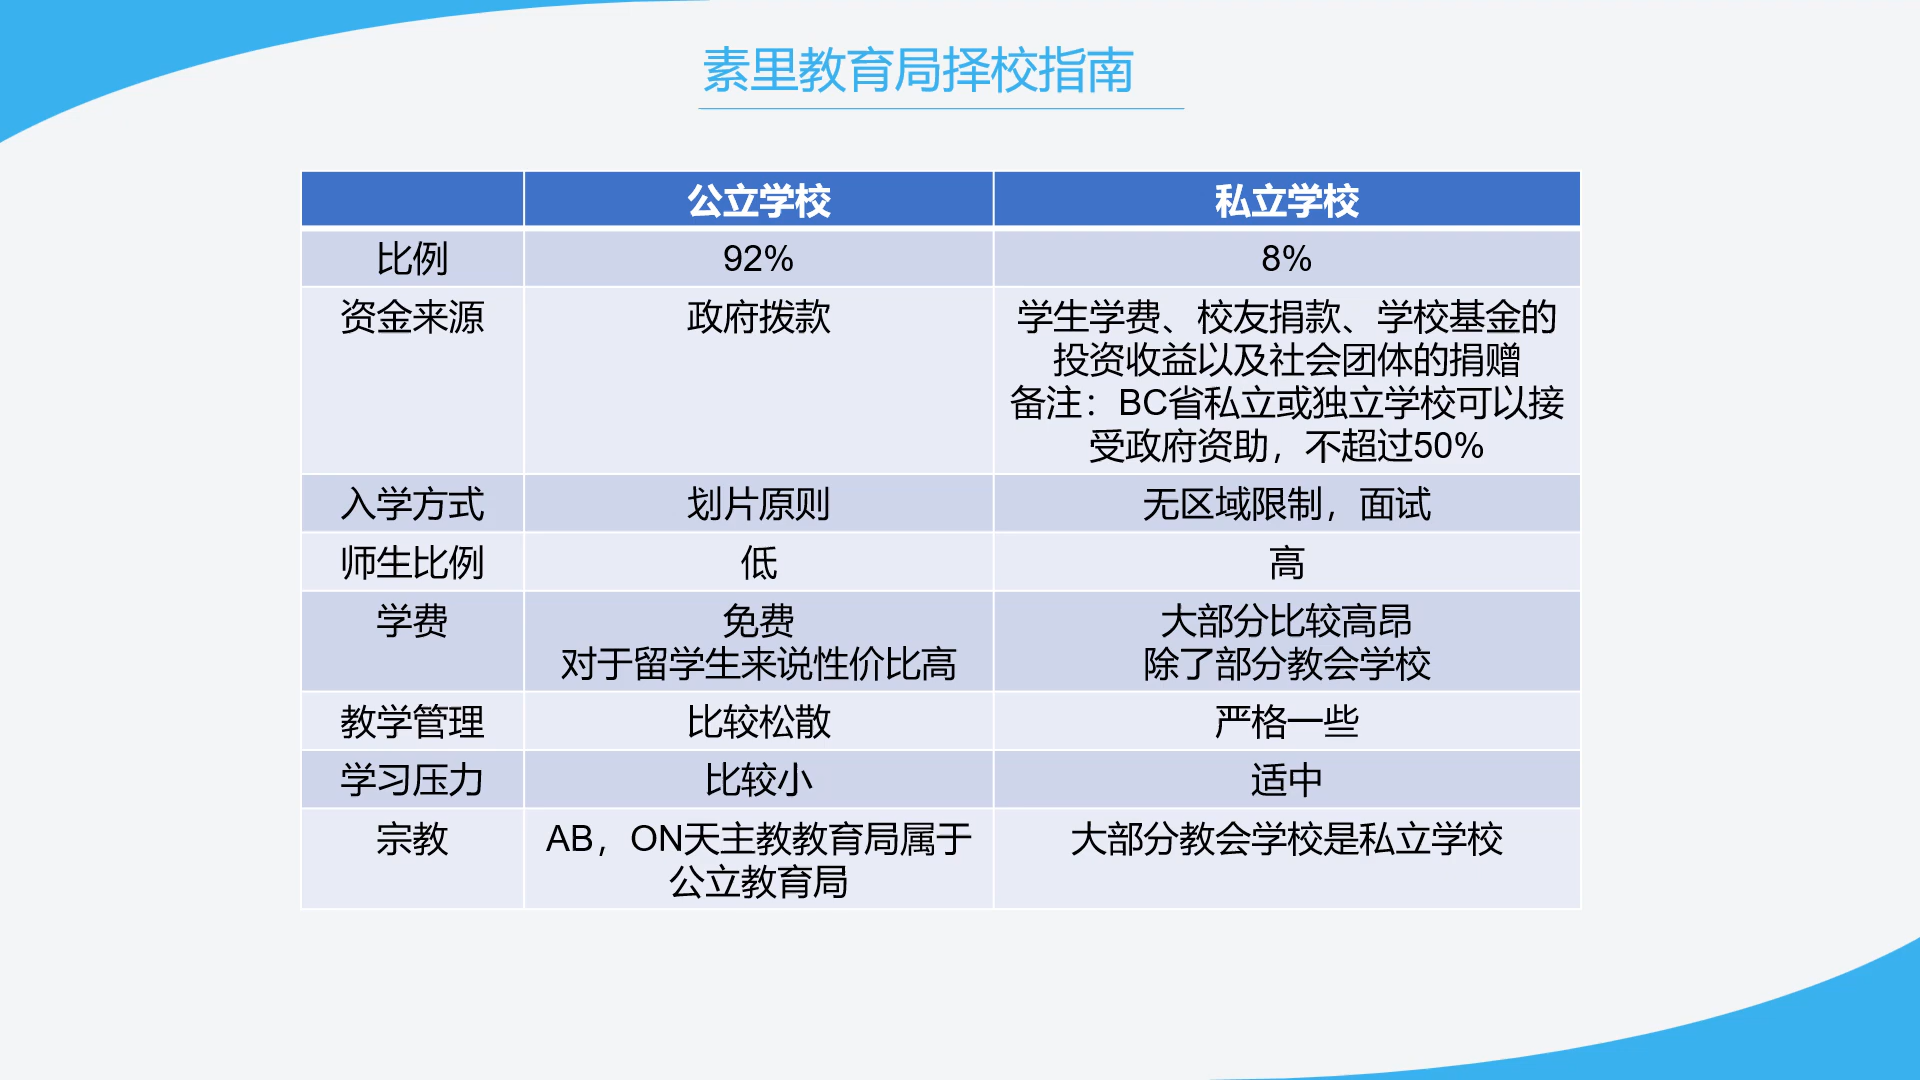 素里教育局择校指南
公立学校 私立学校
比例 92% 8%
资金来源 政府拨款 学生学费、校友捐款、学校基金的
投资收益以及社会团体的捐赠
备注：BC省私立或独立学校可以接
受政府资助，不超过50%
入学方式 划片原则 无区域限制，面试
师生比例 低 高
学费 免费 大部分比较高昂
对于留学生来说性价比高 除了部分教会学校
教学管理 比较松散 严格一些
学习压力 比较小 适中
宗教 AB，ON天主教教育局属于 大部分教会学校是私立学校
公立教育局